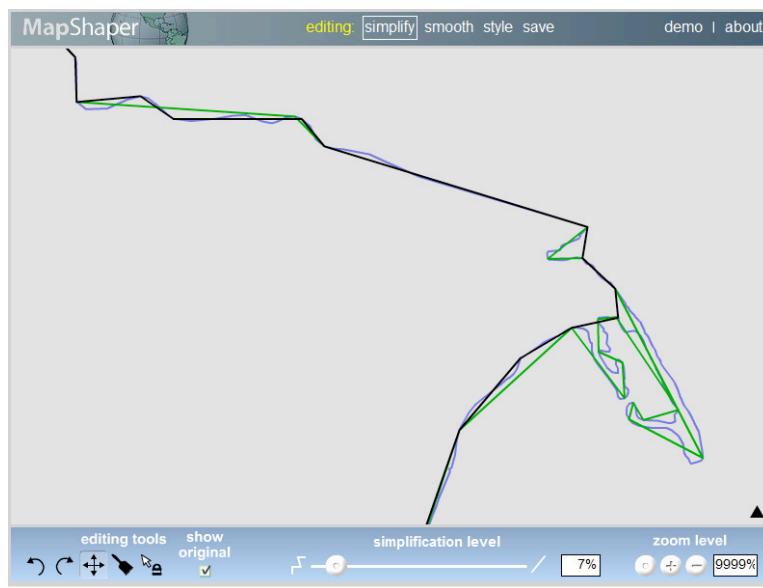 MapShaper editing: simplify smooth style save demo | about
editing tools
show original
simplification level
7%
zoom level
9999%